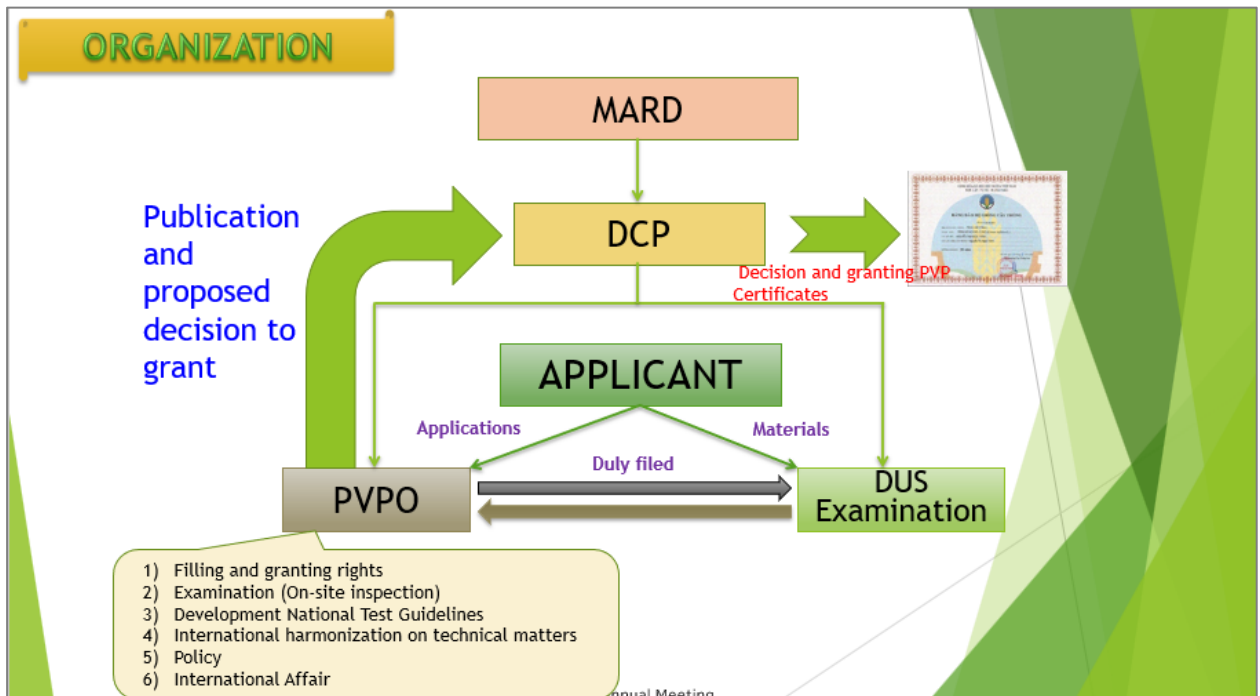 ORGANIZATION
MARD
Publication
and
proposed
decision to
grant
DCP
Decision and granting PVP
Certificates
APPLICANT
Applications
Materials
Duly filed
PVPO
DUS
Examination
1) Filling and granting rights
2) Examination (On-site inspection)
3) Development National Test Guidelines
4) International harmonization on technical matters
5) Policy
6) International Affair
Meeting